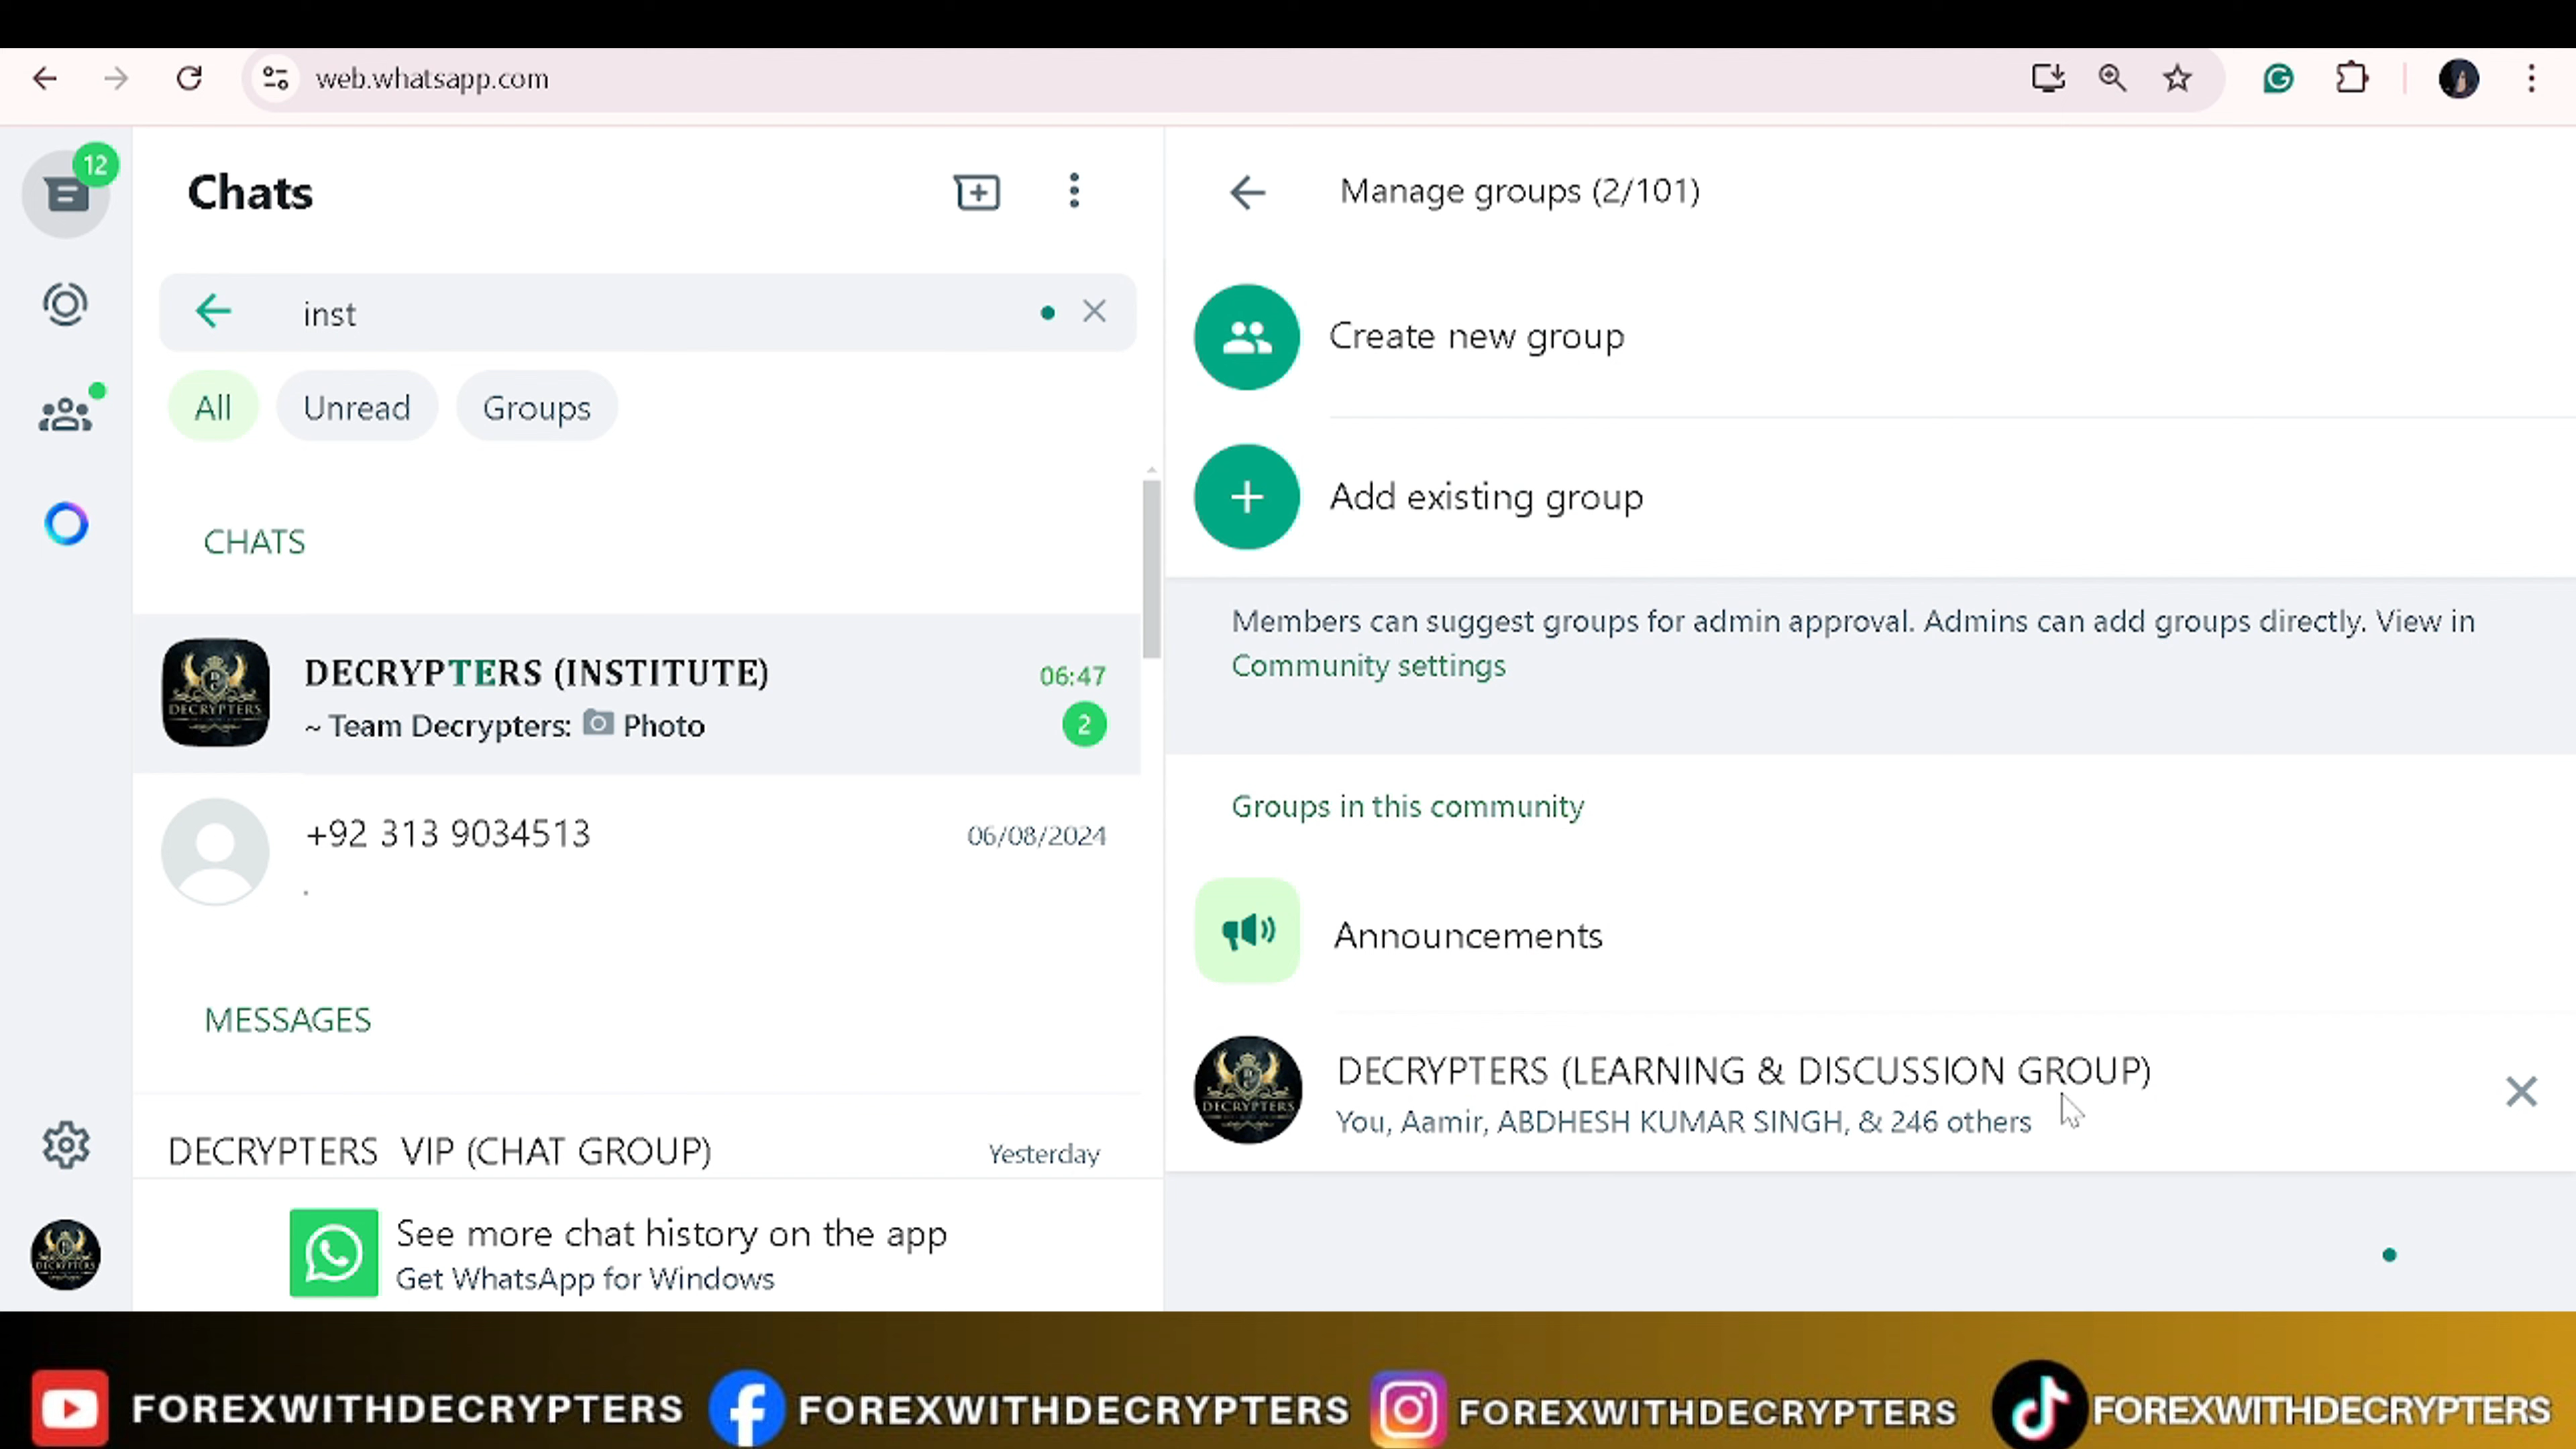 web.whatsapp.com
12
Chats
inst
All
Unread
Groups
CHATS
DECRYPTERS (INSTITUTE)
06:47
~ Team Decrypters: Photo
2
+92 313 9034513
06/08/2024
.
MESSAGES
DECRYPTERS VIP (CHAT GROUP)
Yesterday
See more chat history on the app
Get WhatsApp for Windows
Manage groups (2/101)
Create new group
Add existing group
Members can suggest groups for admin approval. Admins can add groups directly. View in
Community settings
Groups in this community
Announcements
DECRYPTERS (LEARNING & DISCUSSION GROUP)
You, Aamir, ABDHESH KUMAR SINGH, & 246 others
DECRYPTERS
DECRYPTERS
FOREXWITHDECRYPTERS
FOREXWITHDECRYPTERS
FOREXWITHDECRYPTERS
FOREXWITHDECRYPTERS